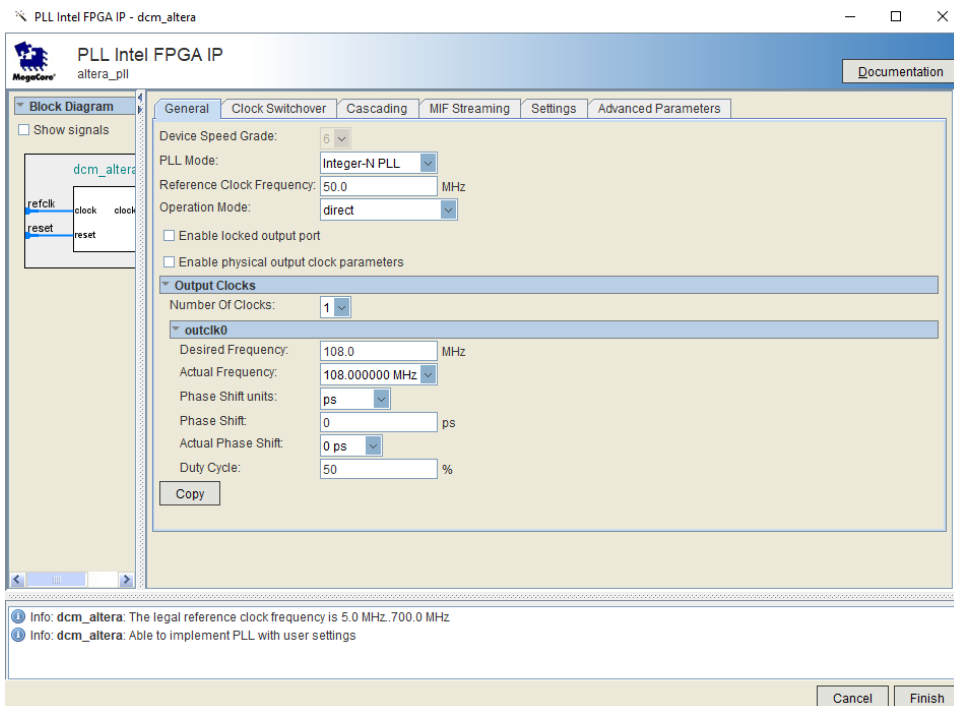 PLL Intel FPGA IP - dcm_altera
PLL Intel FPGA IP
altera_pll
MegaCore'
Documentation
Block Diagram
Show signals
dcm_altera
refclk
clock
clock
reset
reset
General
Clock Switchover
Cascading
MIF Streaming
Settings
Advanced Parameters
Device Speed Grade: 6
PLL Mode: Integer-N PLL
Reference Clock Frequency: 50.0 MHz
Operation Mode: direct
Enable locked output port
Enable physical output clock parameters
Output Clocks
Number Of Clocks: 1
outclk0
Desired Frequency: 108.0 MHz
Actual Frequency: 108.000000 MHz
Phase Shift units: ps
Phase Shift: 0 ps
Actual Phase Shift: 0 ps
Duty Cycle: 50 %
Copy
Info: dcm_altera: The legal reference clock frequency is 5.0 MHz..700.0 MHz
Info: dcm_altera: Able to implement PLL with user settings
Cancel
Finish